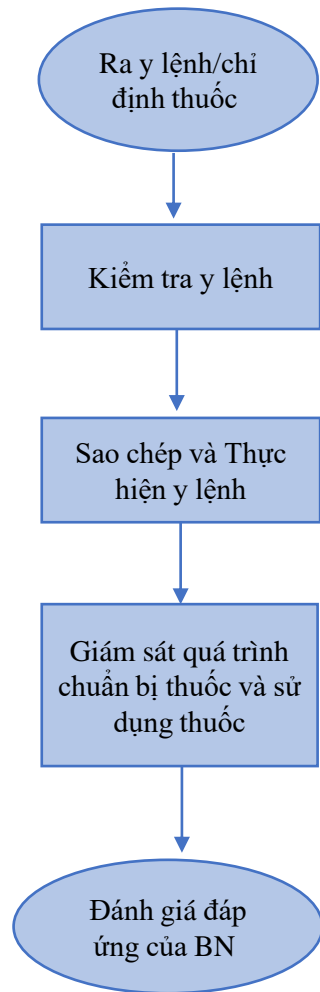 Ra y lệnh/chỉ
định thuốc
Kiểm tra y lệnh
Sao chép và Thực
hiện y lệnh
Giám sát quá trình
chuẩn bị thuốc và sử
dụng thuốc
Đánh giá đáp
ứng của BN